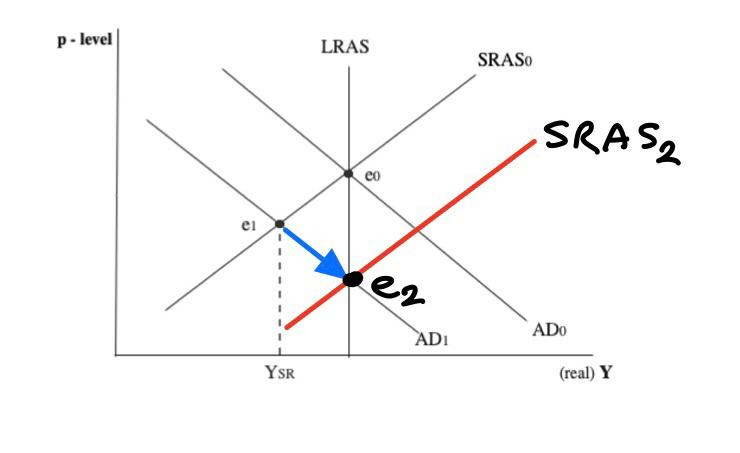 p - level
LRAS
SRAS0
SRAS2
e0
e1
e2
AD1
AD0
YSR
(real) Y